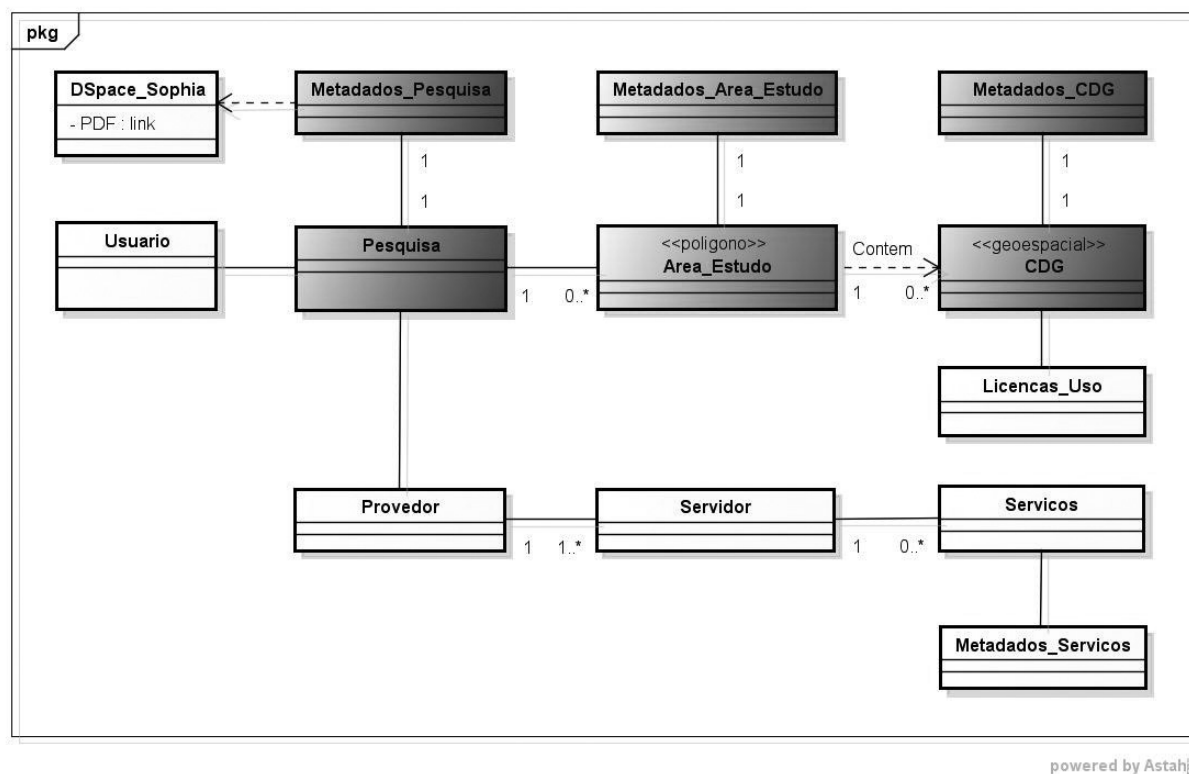 pkg
DSpace_Sophia
- PDF : link
Metadados_Pesquisa
Metadados_Area_Estudo
Metadados_CDG
1
1
1
1
1
1
Usuario
Pesquisa
<<poligono>>
Area_Estudo
Contem
<<geoespacial>>
CDG
1
0..*
1
0..*
Licencas_Uso
Provedor
Servidor
Servicos
1
1..*
1
0..*
Metadados_Servicos
powered by Astah